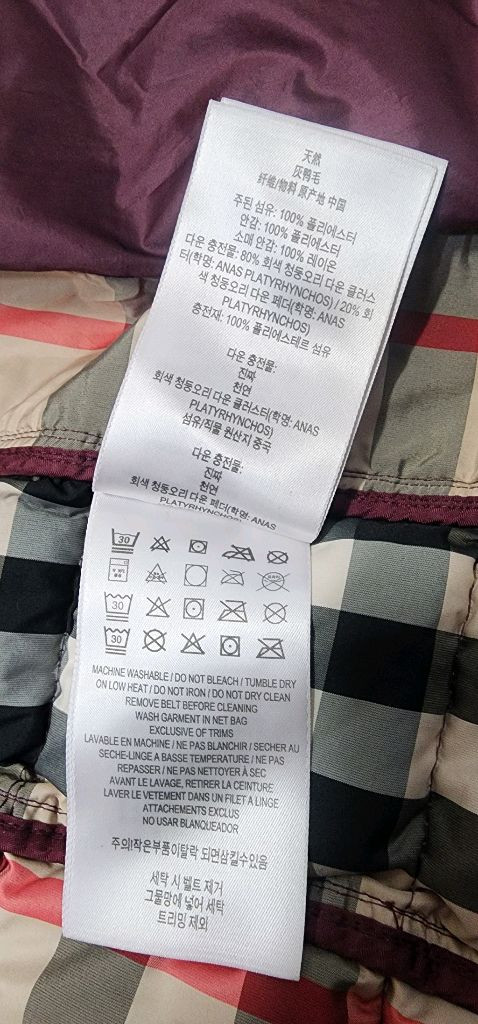 天然
灰鸭毛
纤维/物料 原产地 中国
주된 섬유: 100% 폴리에스터
안감: 100% 폴리에스터
소매 안감: 100% 레이온
다운 충전물: 80% 회색 청둥오리 다운 클러스
터(학명: ANAS PLATYRHYNCHOS) / 20% 회
색 청둥오리 다운 페더(학명: ANAS
PLATYRHYNCHOS)
충전재: 100% 폴리에스테르 섬유
다운 충전물:
진짜
천연
회색 청둥오리 다운 클러스터(학명: ANAS
PLATYRHYNCHOS)
섬유/직물 원산지 중국
다운 충전물:
진짜
천연
회색 청둥오리 다운 페더(학명: ANAS
PLATYRHYNCHOS)
30
30
30
MACHINE WASHABLE / DO NOT BLEACH / TUMBLE DRY
ON LOW HEAT / DO NOT IRON / DO NOT DRY CLEAN
REMOVE BELT BEFORE CLEANING
WASH GARMENT IN NET BAG
EXCLUSIVE OF TRIMS
LAVABLE EN MACHINE / NE PAS BLANCHIR / SECHER AU
SECHE-LINGE A BASSE TEMPERATURE / NE PAS
REPASSER / NE PAS NETTOYER À SEC
AVANT LE LAVAGE, RETIRER LA CEINTURE
LAVER LE VETEMENT DANS UN FILET A LINGE
ATTACHEMENTS EXCLUS
NO USAR BLANQUEADOR
주의!작은부품이탈락 되면삼킬수있음
세탁 시 벨트 제거
그물망에 넣어 세탁
트리밍 제외